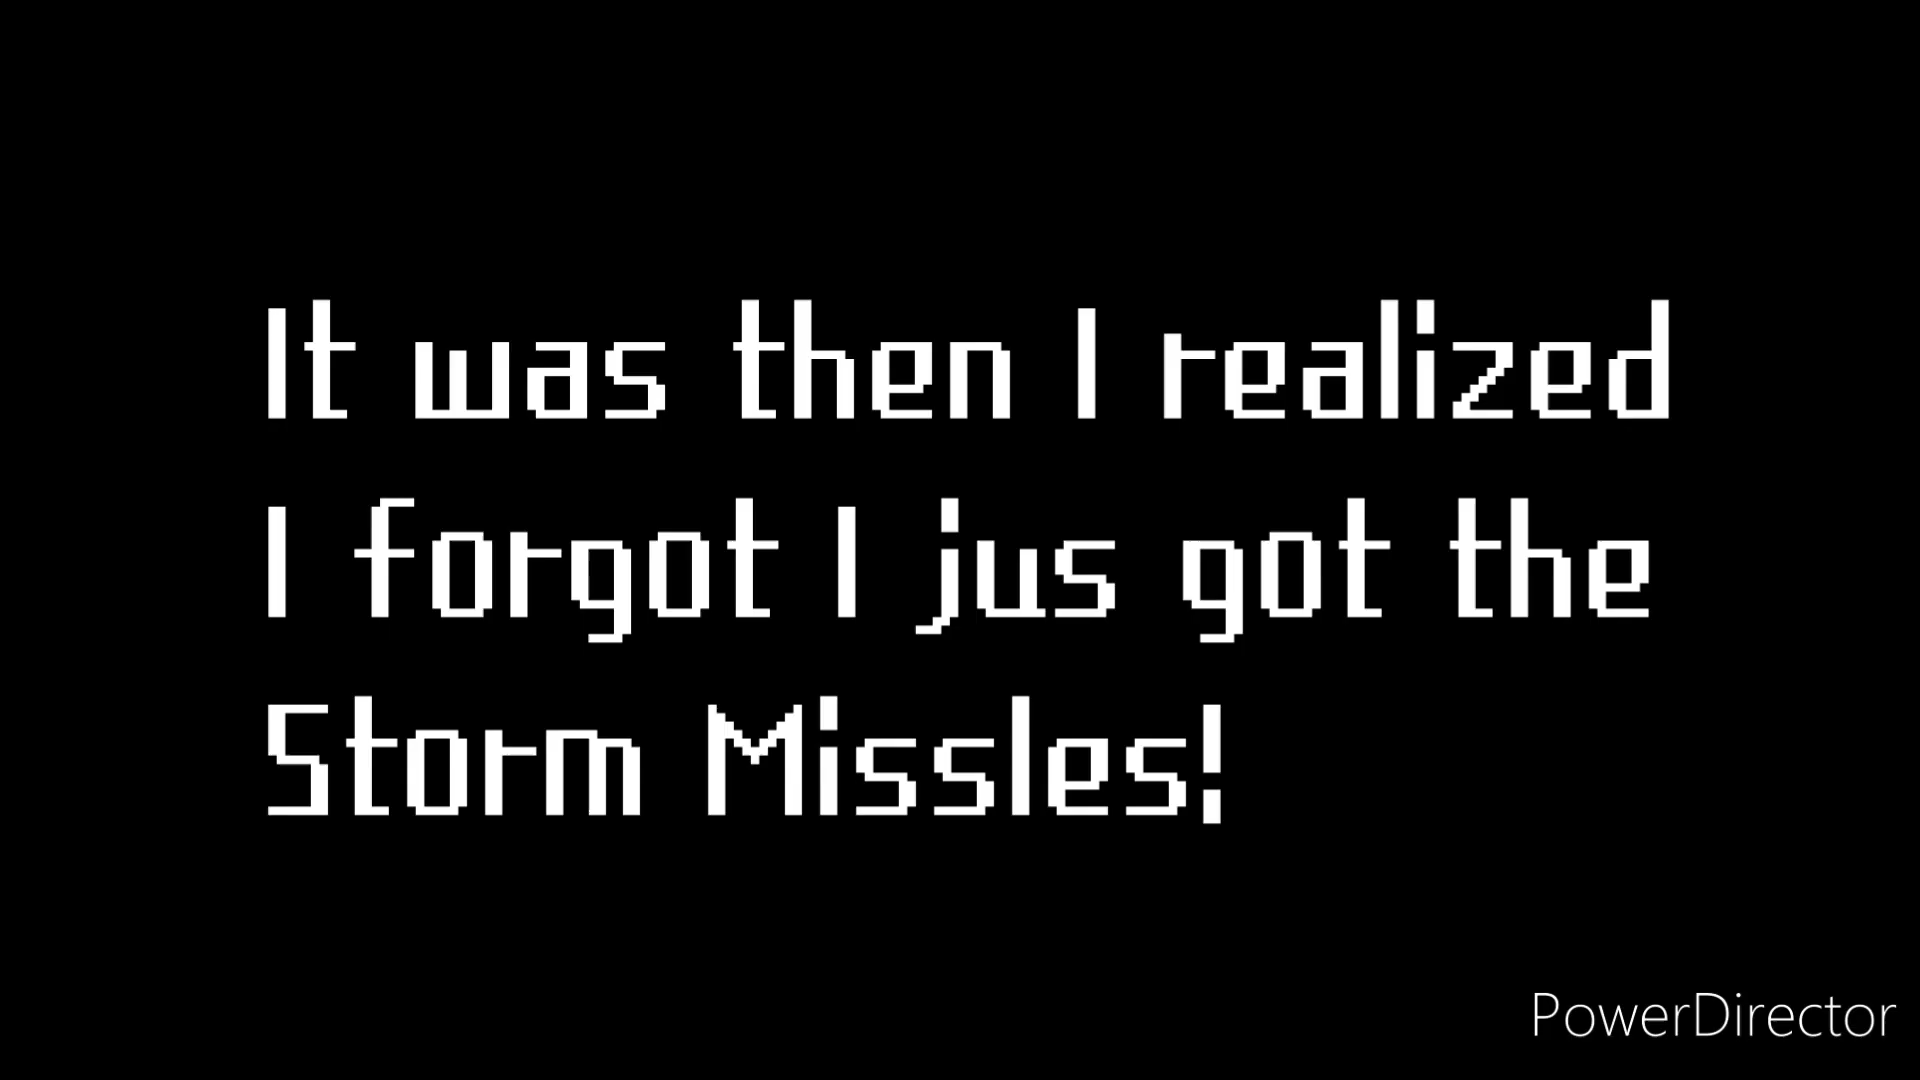 It was then I realized
I forgot I jus got the
Storm Missles!
PowerDirector